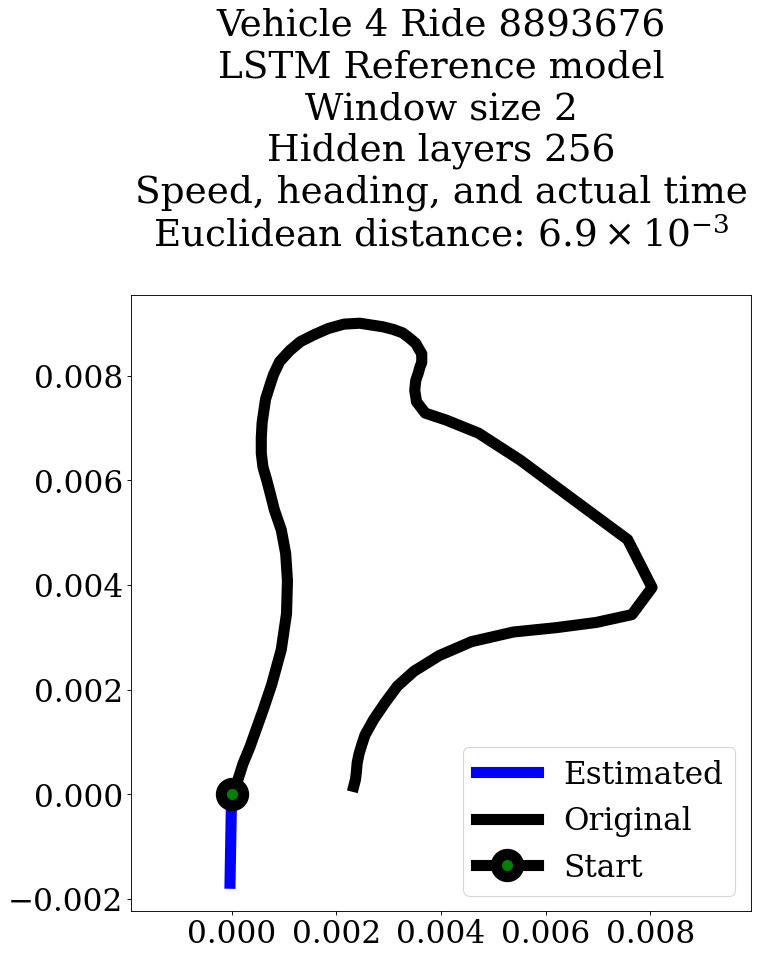 Vehicle 4 Ride 8893676
LSTM Reference model
Window size 2
Hidden layers 256
Speed, heading, and actual time
Euclidean distance: 6.9 × 10⁻³
0.008
0.006
0.004
0.002
0.000
−0.002
Estimated
Original
Start
0.000 0.002 0.004 0.006 0.008